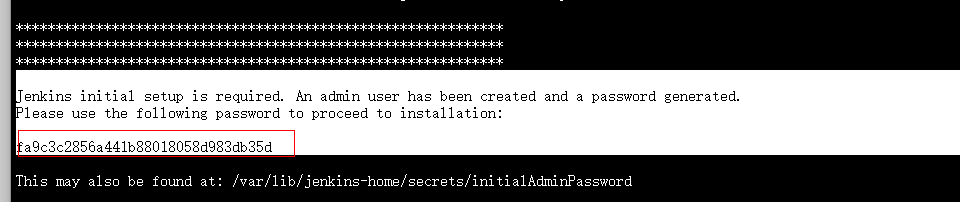 *************************************************************
*************************************************************
*************************************************************
Jenkins initial setup is required. An admin user has been created and a password generated.
Please use the following password to proceed to installation:
fa9c3c2856a441b88018058d983db35d
This may also be found at: /var/lib/jenkins-home/secrets/initialAdminPassword